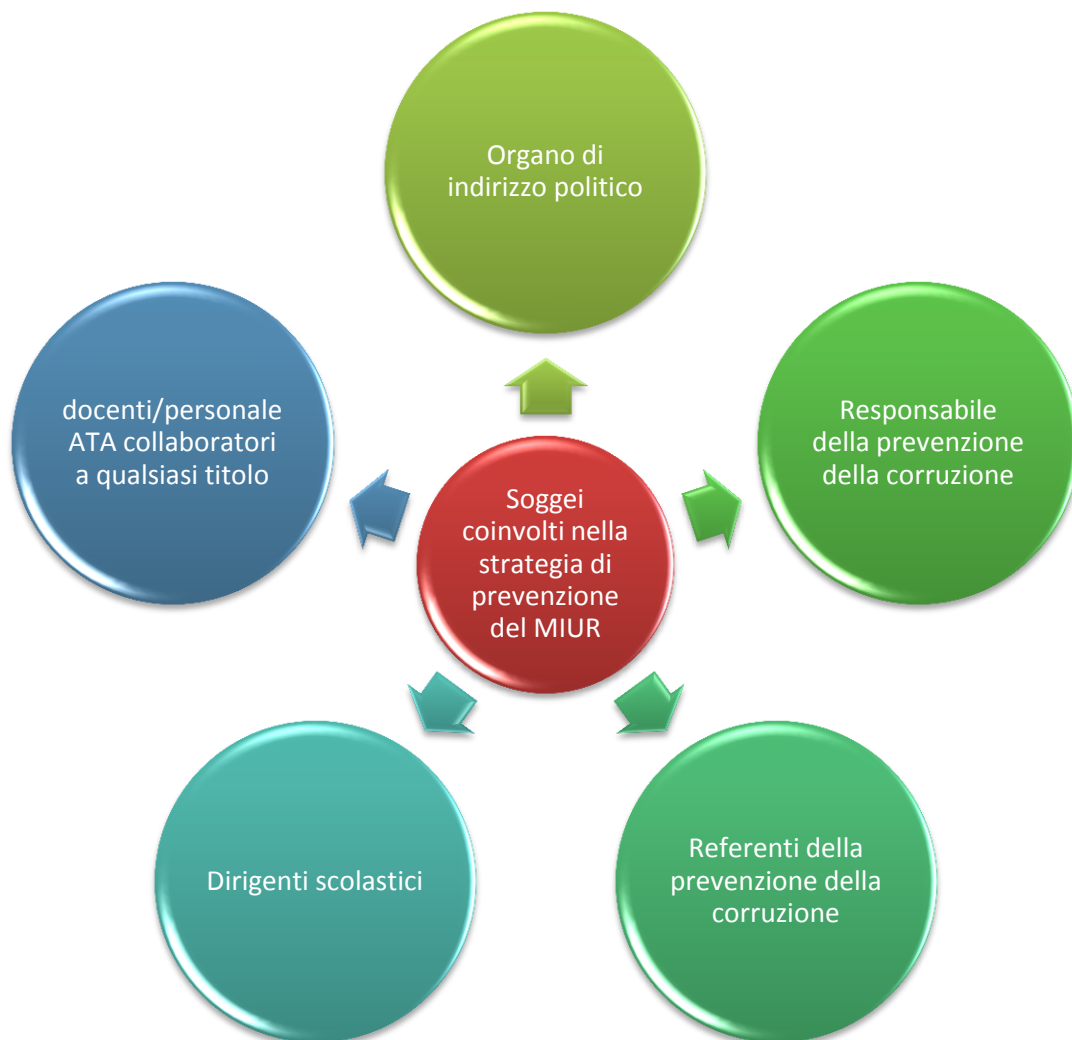 Organo di
indirizzo politico
Responsabile
della prevenzione
della corruzione
Referenti della
prevenzione della
corruzione
Dirigenti scolastici
docenti/personale
ATA collaboratori
a qualsiasi titolo
Soggei
coinvolti nella
strategia di
prevenzione
del MIUR